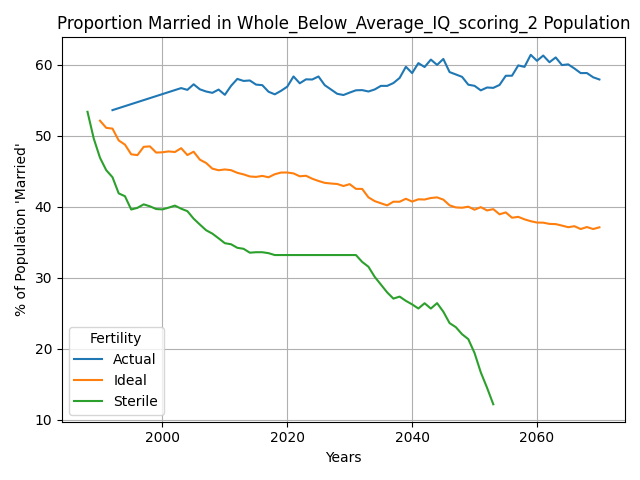 Proportion Married in Whole_Below_Average_IQ_scoring_2 Population
% of Population 'Married'
60
50
40
30
20
10
Fertility
Actual
Ideal
Sterile
2000
2020
2040
2060
Years